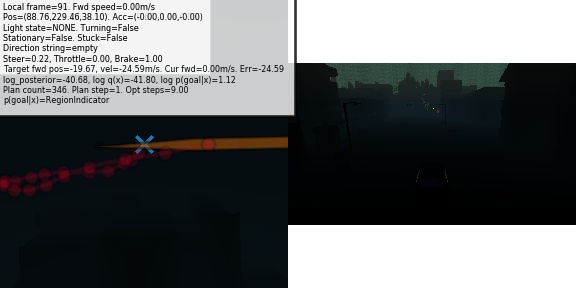 Local frame=91. Fwd speed=0.00m/s
Pos=(88.76,229.46,38.10). Acc=(-0.00,0.00,-0.00)
Light state=NONE. Turning=False
Stationary=False. Stuck=False
Direction string=empty
Steer=0.22, Throttle=0.00, Brake=1.00
Target fwd pos=-19.67, vel=-24.59m/s. Cur fwd=0.00m/s. Err=-24.59
log_posterior=-40.68, log q(x)=-41.80, log p(goal|x)=1.12
Plan count=346. Plan step=1. Opt steps=9.00
p(goal|x)=RegionIndicator